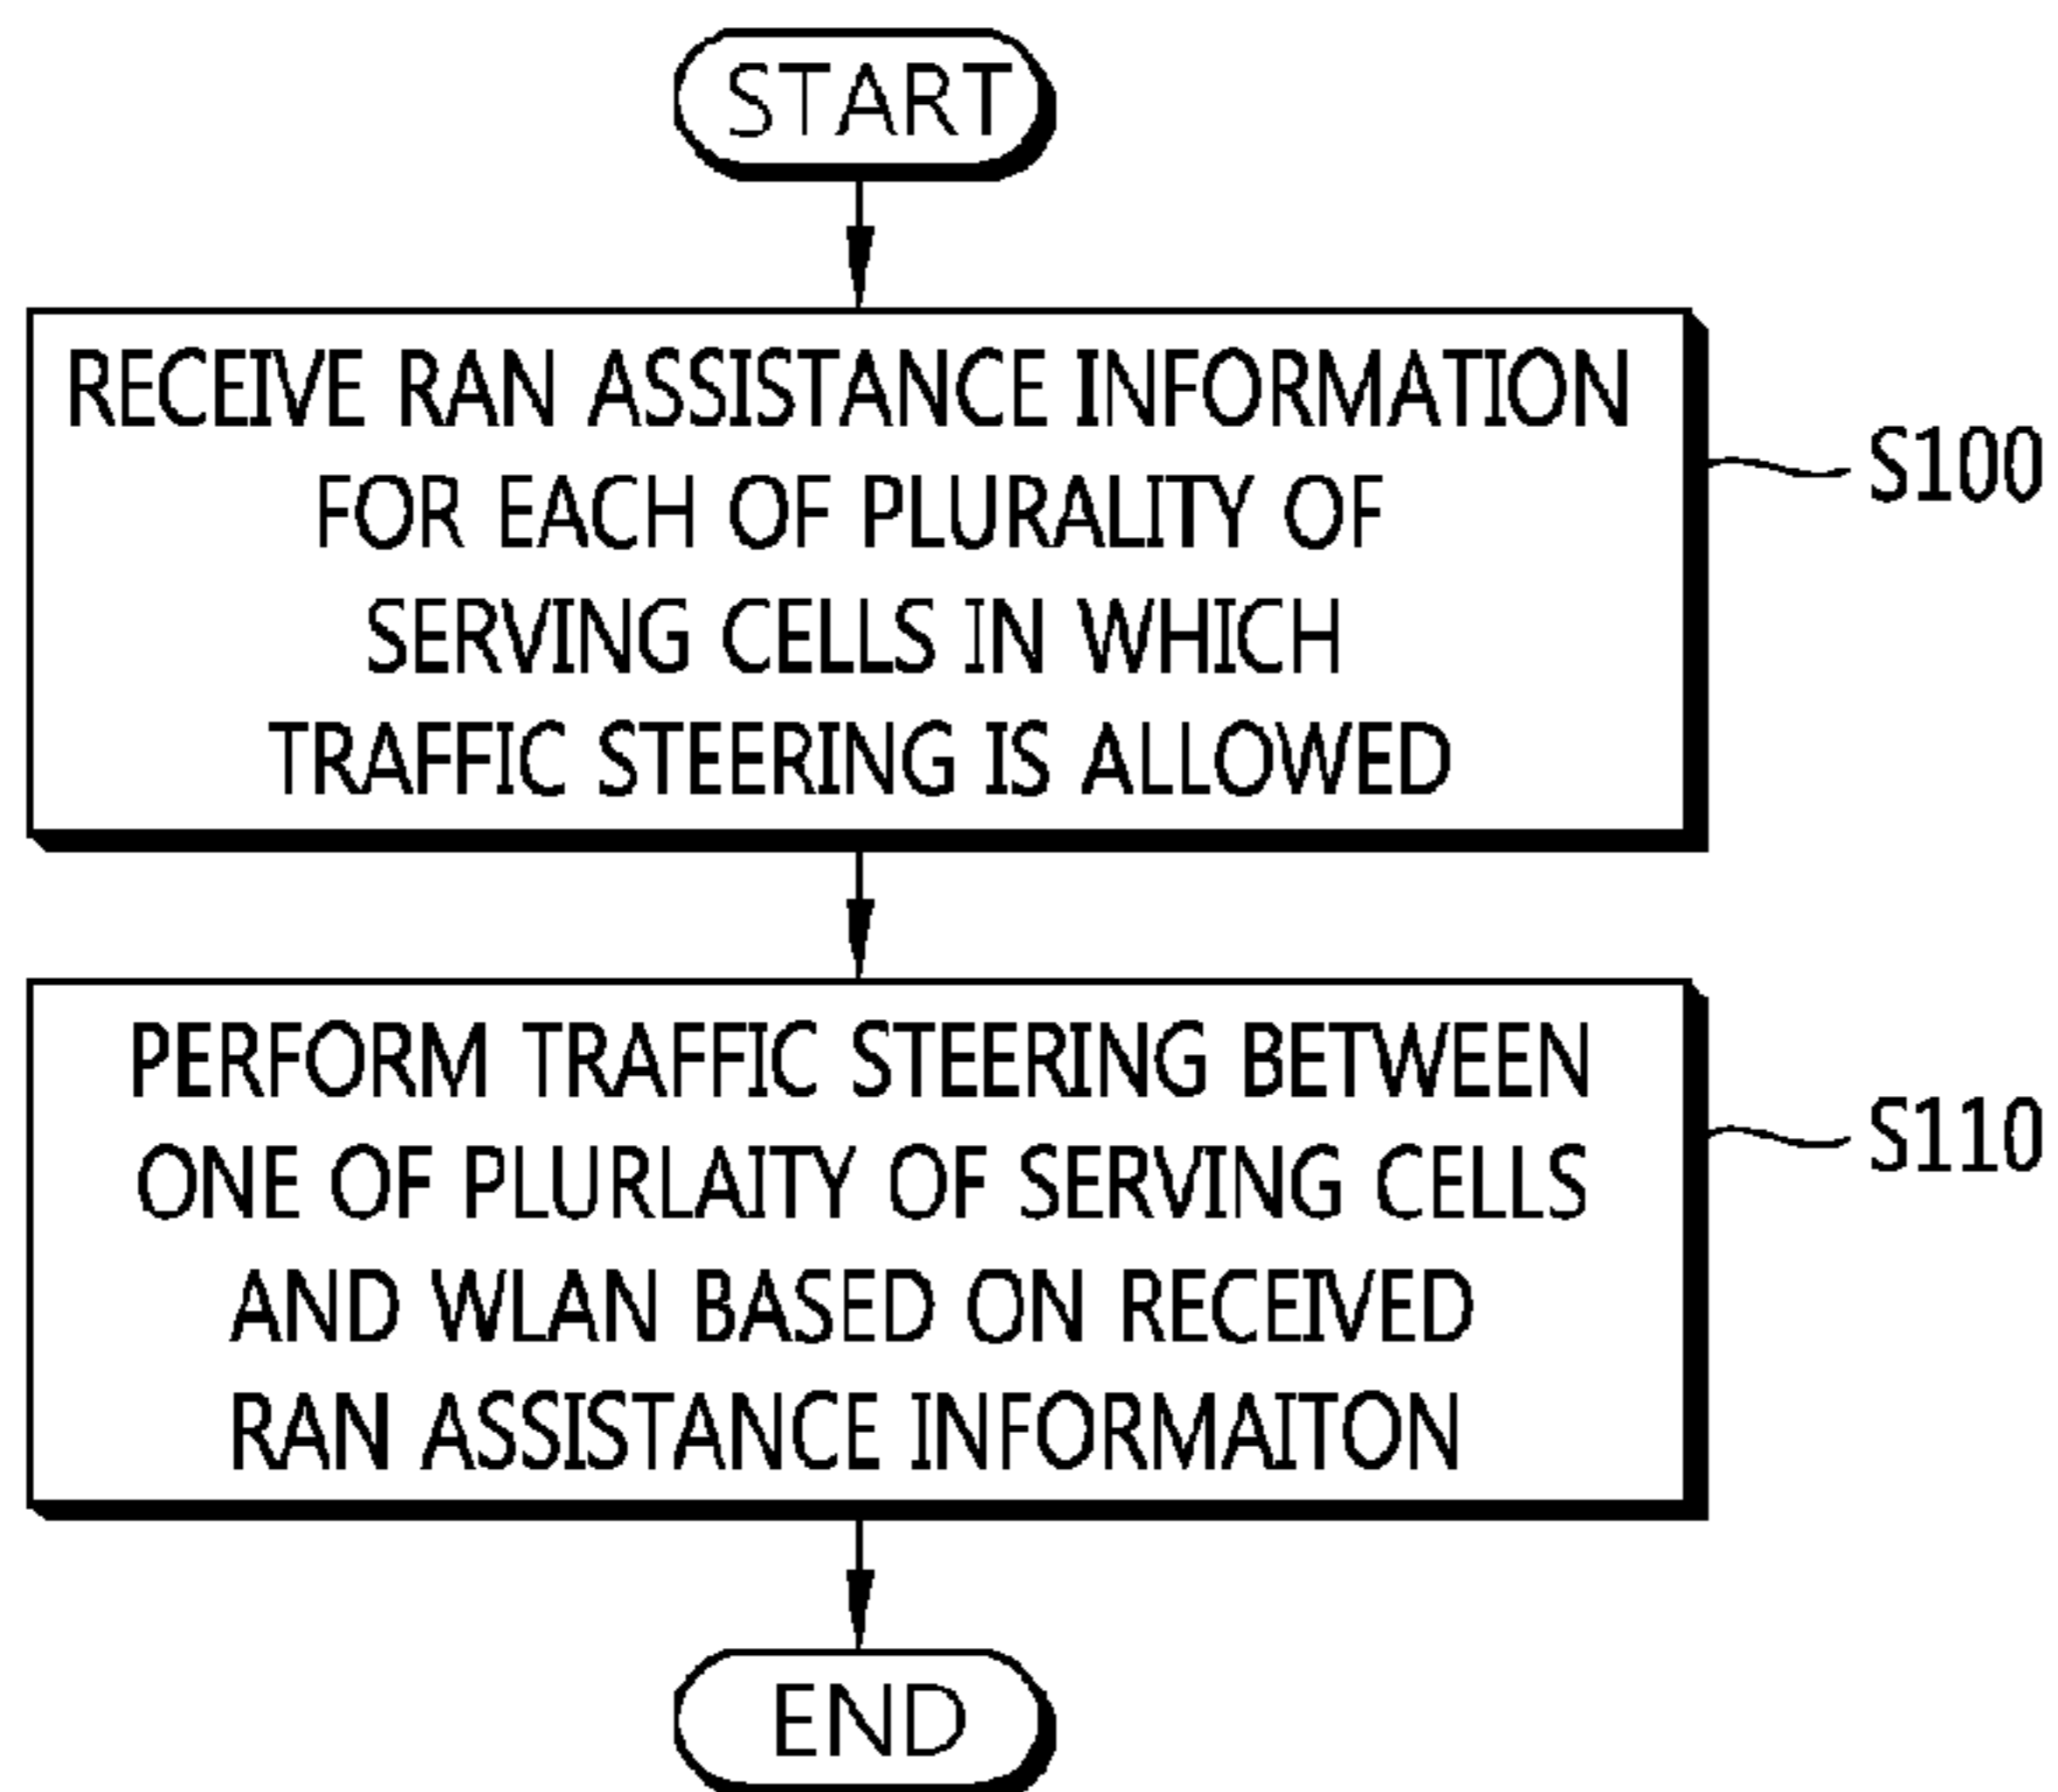 START
RECEIVE RAN ASSISTANCE INFORMATION
FOR EACH OF PLURALITY OF
SERVING CELLS IN WHICH
TRAFFIC STEERING IS ALLOWED
S100
PERFORM TRAFFIC STEERING BETWEEN
ONE OF PLURLAITY OF SERVING CELLS
AND WLAN BASED ON RECEIVED
RAN ASSISTANCE INFORMAITON
S110
END